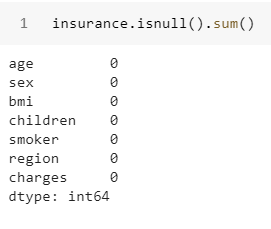 1 insurance.isnull().sum()
age 0
sex 0
bmi 0
children 0
smoker 0
region 0
charges 0
dtype: int64